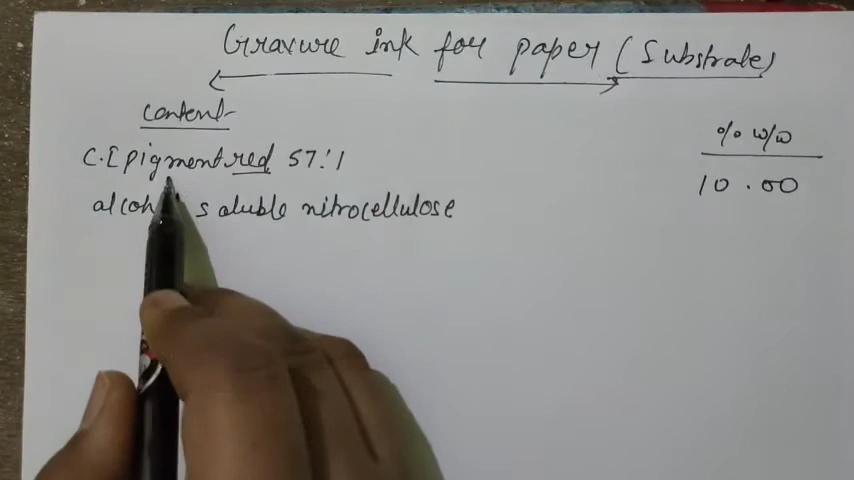 Gravure ink for paper (Substrate)
Content-
% w/w
C.I pigment red 57:1 10.00
soluble nitrocellulose